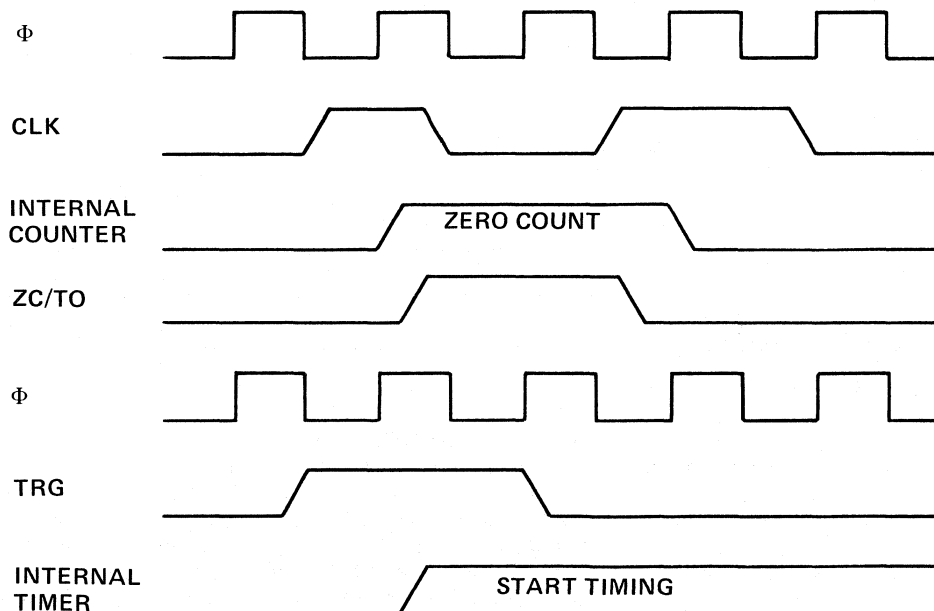 Φ
CLK
INTERNAL
COUNTER
ZERO COUNT
ZC/TO
Φ
TRG
INTERNAL
TIMER
START TIMING